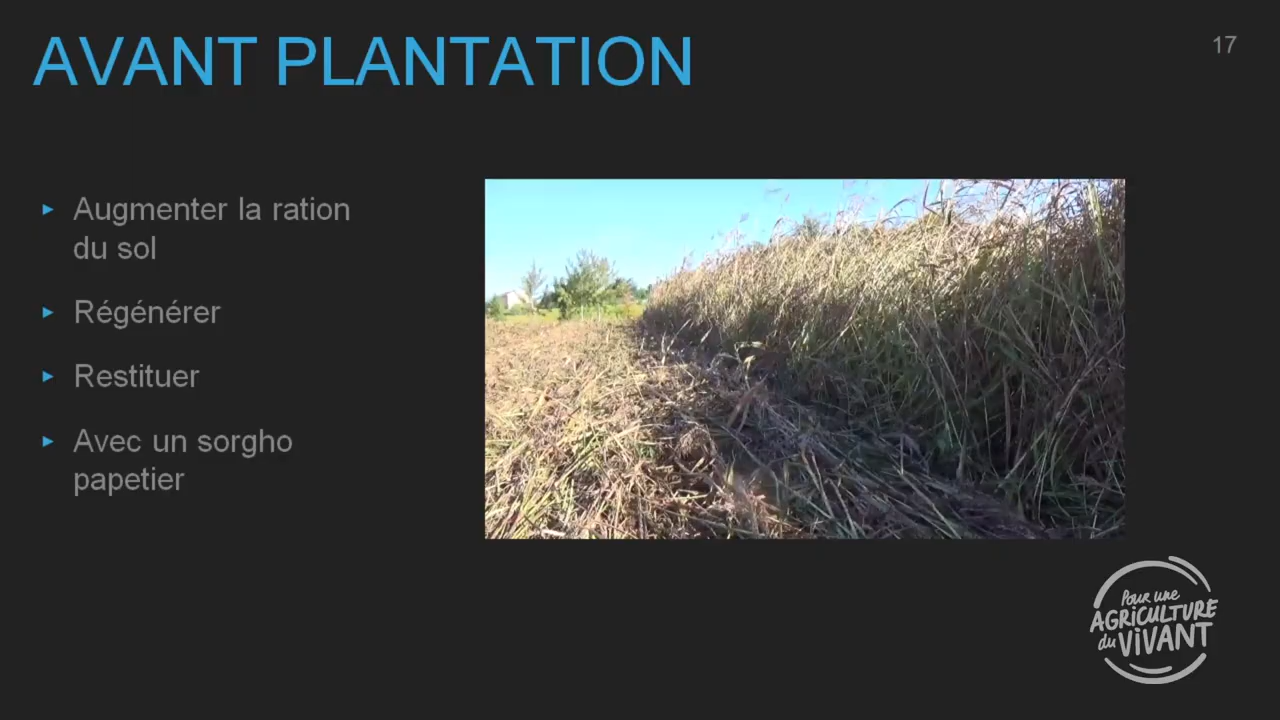 AVANT PLANTATION
17
▸ Augmenter la ration
du sol
▸ Régénérer
▸ Restituer
▸ Avec un sorgho
papetier
Pour une
AGRICULTURE
du VIVANT